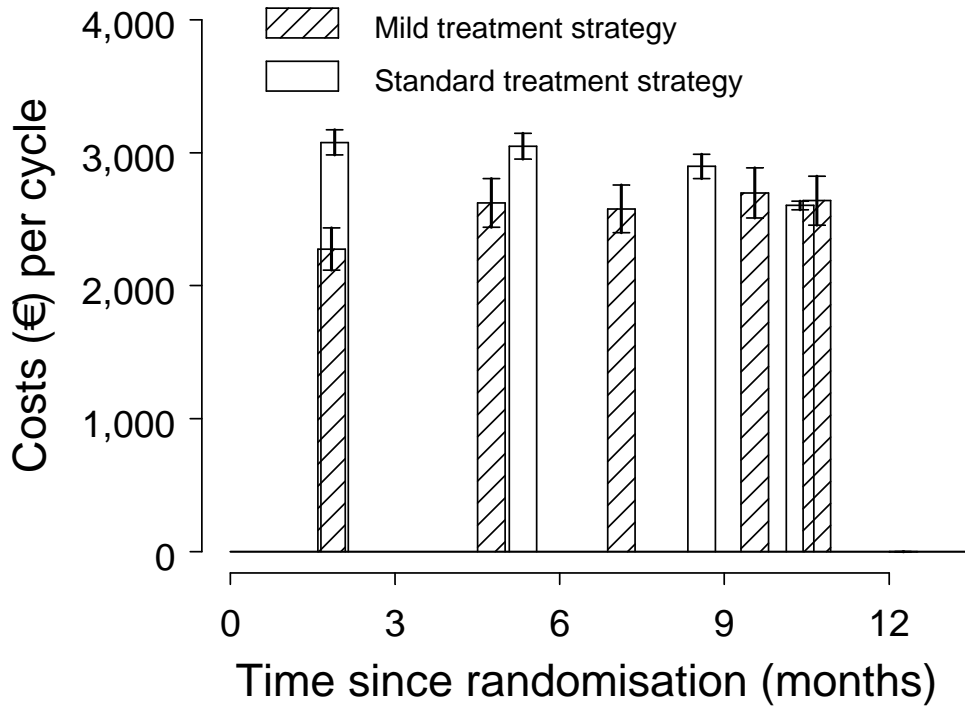 4,000
3,000
2,000
1,000
0
Costs (€) per cycle
Mild treatment strategy
Standard treatment strategy
0 3 6 9 12
Time since randomisation (months)